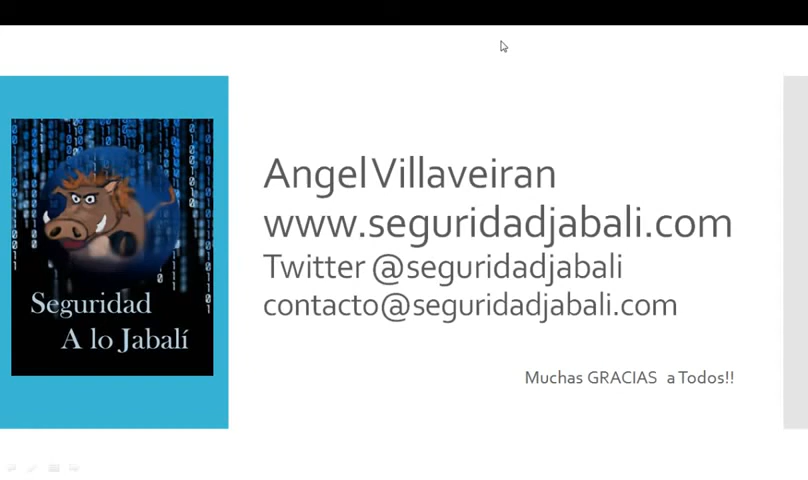 Angel Villaveiran
www.seguridadjabali.com
Twitter @seguridadjabali
contacto@seguridadjabali.com
Muchas GRACIAS a Todos!!
Seguridad
A lo Jabalí